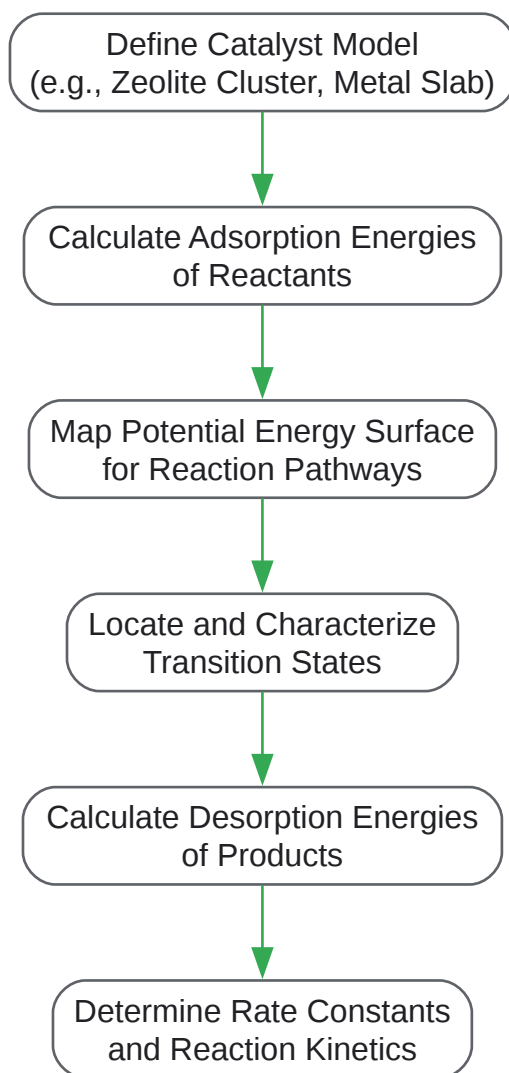 Define Catalyst Model
(e.g., Zeolite Cluster, Metal Slab)
Calculate Adsorption Energies
of Reactants
Map Potential Energy Surface
for Reaction Pathways
Locate and Characterize
Transition States
Calculate Desorption Energies
of Products
Determine Rate Constants
and Reaction Kinetics